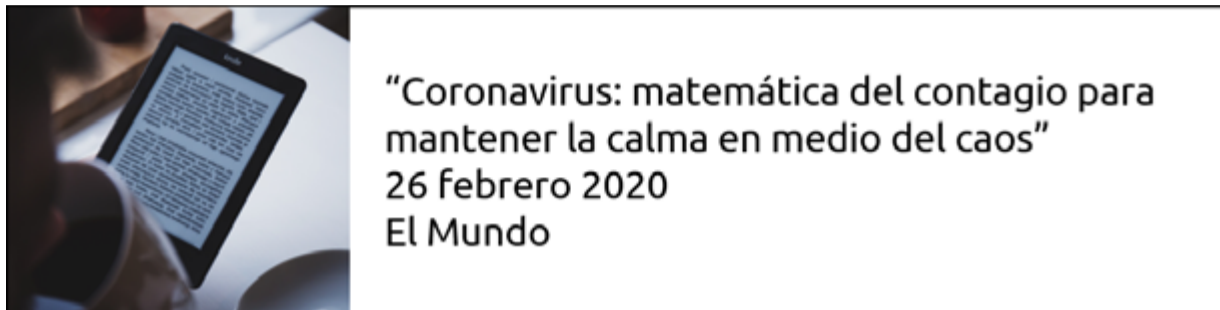 “Coronavirus: matemática del contagio para
mantener la calma en medio del caos”
26 febrero 2020
El Mundo